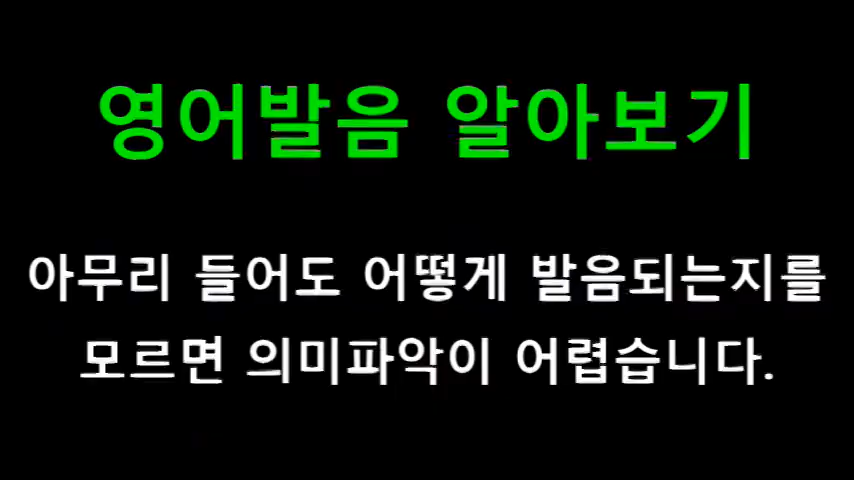 영어발음 알아보기
아무리 들어도 어떻게 발음되는지를
모르면 의미파악이 어렵습니다.